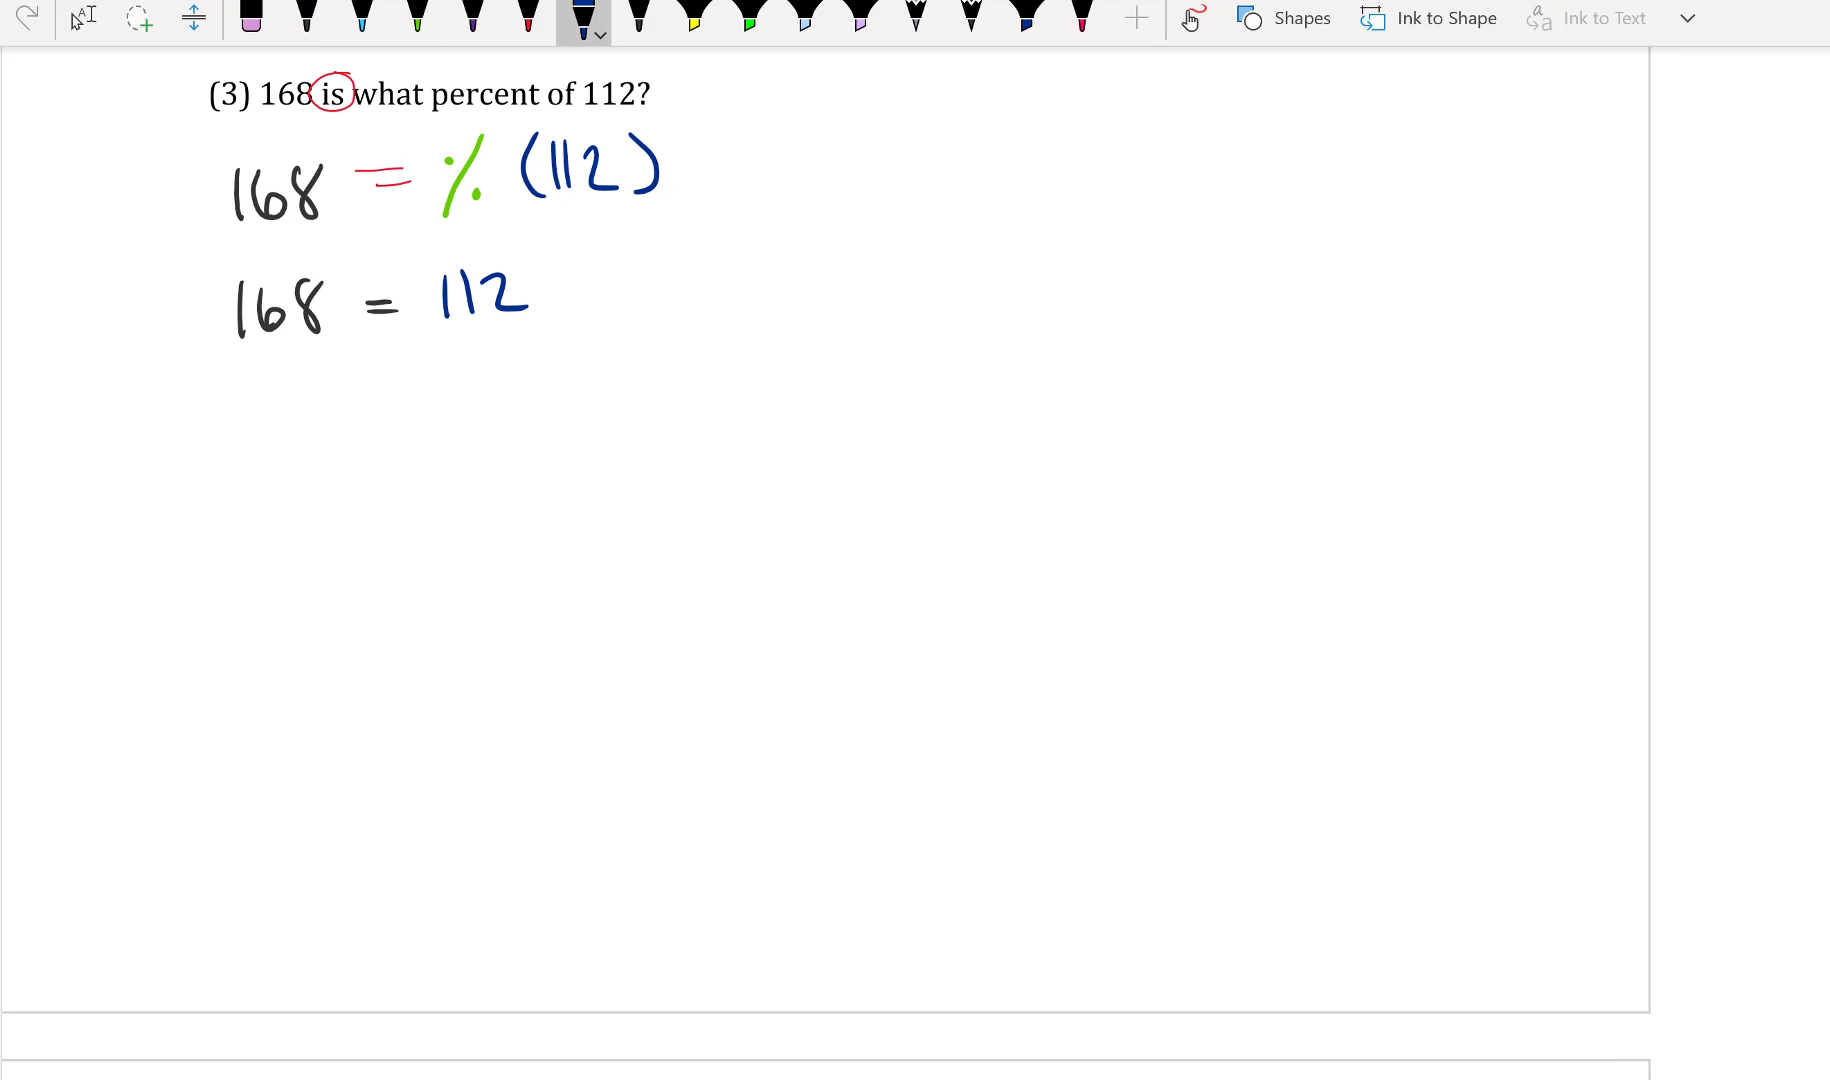 Shapes Ink to Shape Ink to Text
(3) 168 is what percent of 112?
168 = % (112)
168 = 112